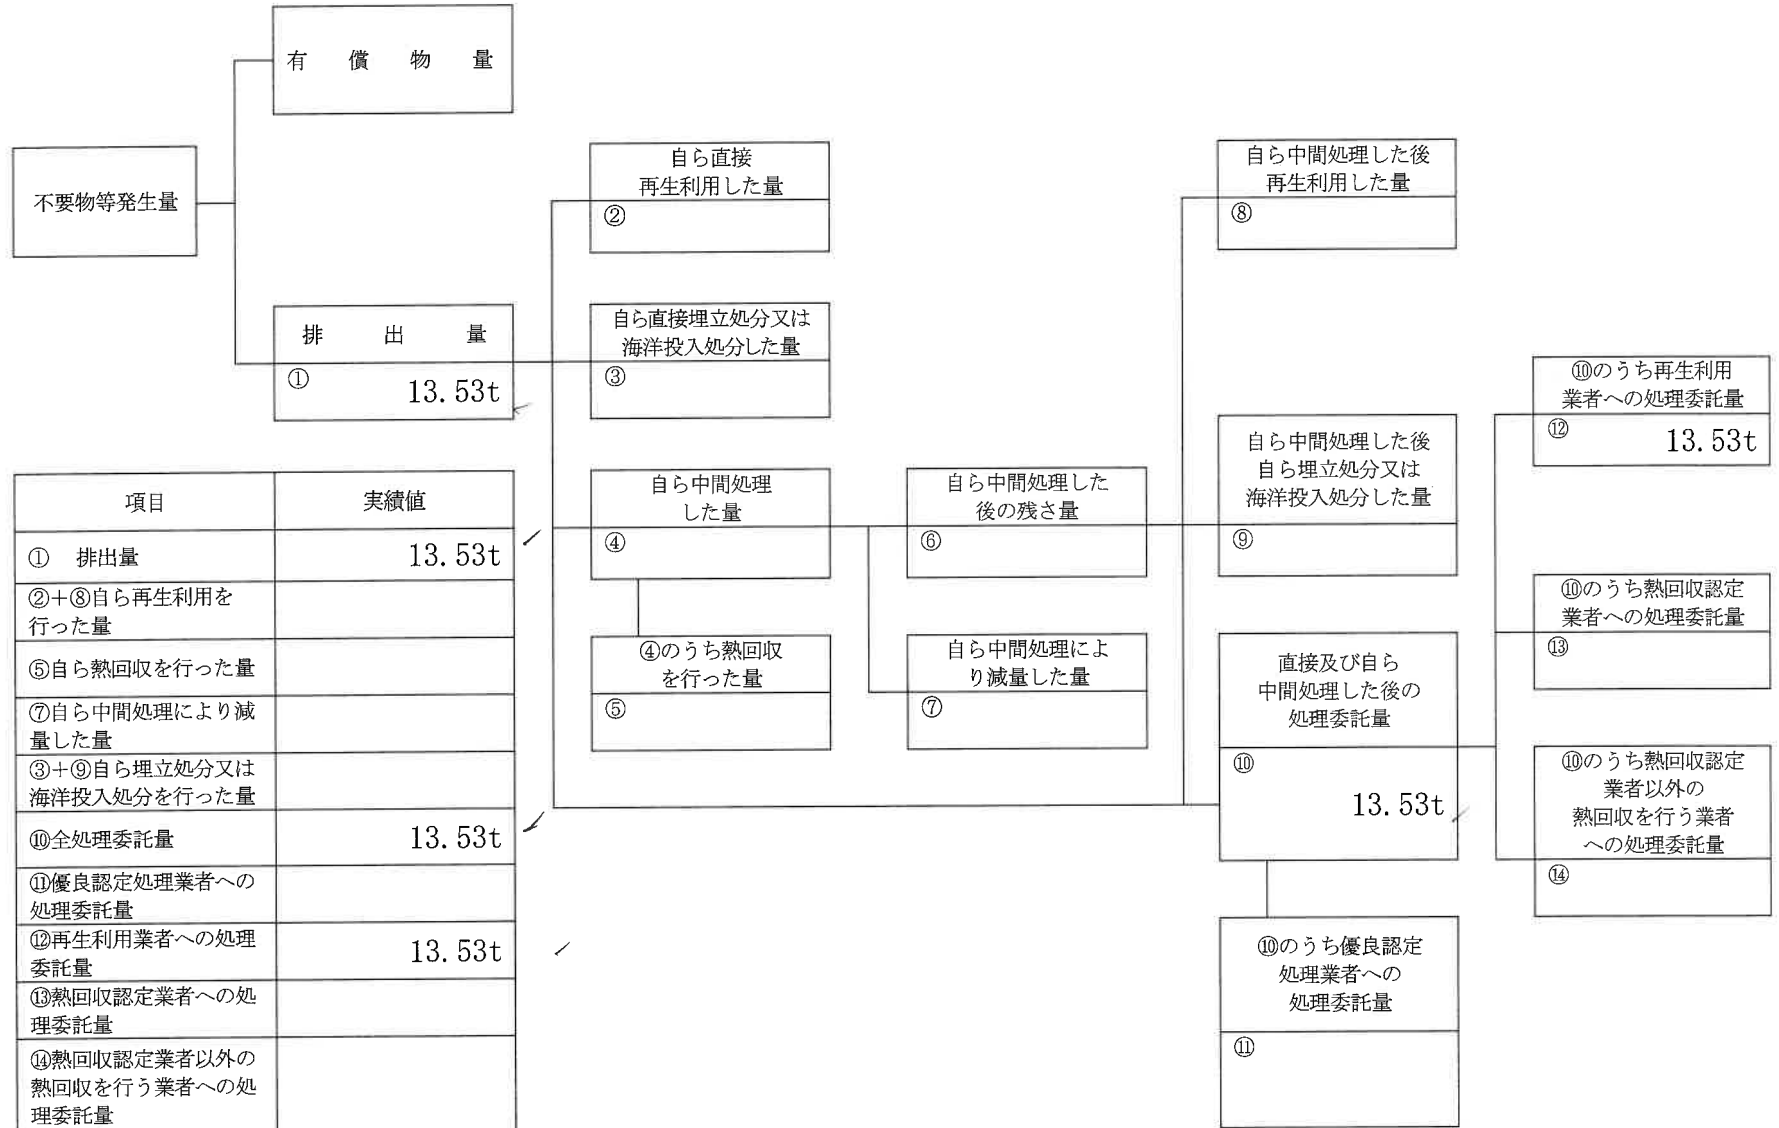 有償物量
不要物等発生量
排出量
① 13.53t
自ら直接
再生利用した量
②
自ら直接埋立処分又は
海洋投入処分した量
③
自ら中間処理
した量
④
④のうち熱回収
を行った量
⑤
自ら中間処理した
後の残さ量
⑥
自ら中間処理によ
り減量した量
⑦
自ら中間処理した後
再生利用した量
⑧
自ら中間処理した後
自ら埋立処分又は
海洋投入処分した量
⑨
直接及び自ら
中間処理した後の
処理委託量
⑩
13.53t
⑩のうち優良認定
処理業者への
処理委託量
⑪
⑩のうち再生利用
業者への処理委託量
⑫ 13.53t
⑩のうち熱回収認定
業者への処理委託量
⑬
⑩のうち熱回収認定
業者以外の
熱回収を行う業者
への処理委託量
⑭
項目 実績値
① 排出量 13.53t
②+⑧自ら再生利用を
行った量
⑤自ら熱回収を行った量
⑦自ら中間処理により減
量した量
③+⑨自ら埋立処分又は
海洋投入処分を行った量
⑩全処理委託量 13.53t
⑪優良認定処理業者への
処理委託量
⑫再生利用業者への処理
委託量 13.53t
⑬熱回収認定業者への処
理委託量
⑭熱回収認定業者以外の
熱回収を行う業者への処
理委託量